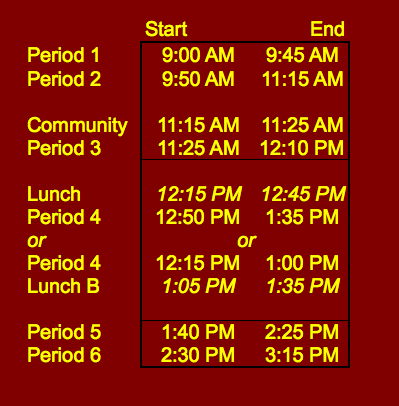 Start End
Period 1 9:00 AM 9:45 AM
Period 2 9:50 AM 11:15 AM
Community 11:15 AM 11:25 AM
Period 3 11:25 AM 12:10 PM
Lunch 12:15 PM 12:45 PM
Period 4 12:50 PM 1:35 PM
or or
Period 4 12:15 PM 1:00 PM
Lunch B 1:05 PM 1:35 PM
Period 5 1:40 PM 2:25 PM
Period 6 2:30 PM 3:15 PM